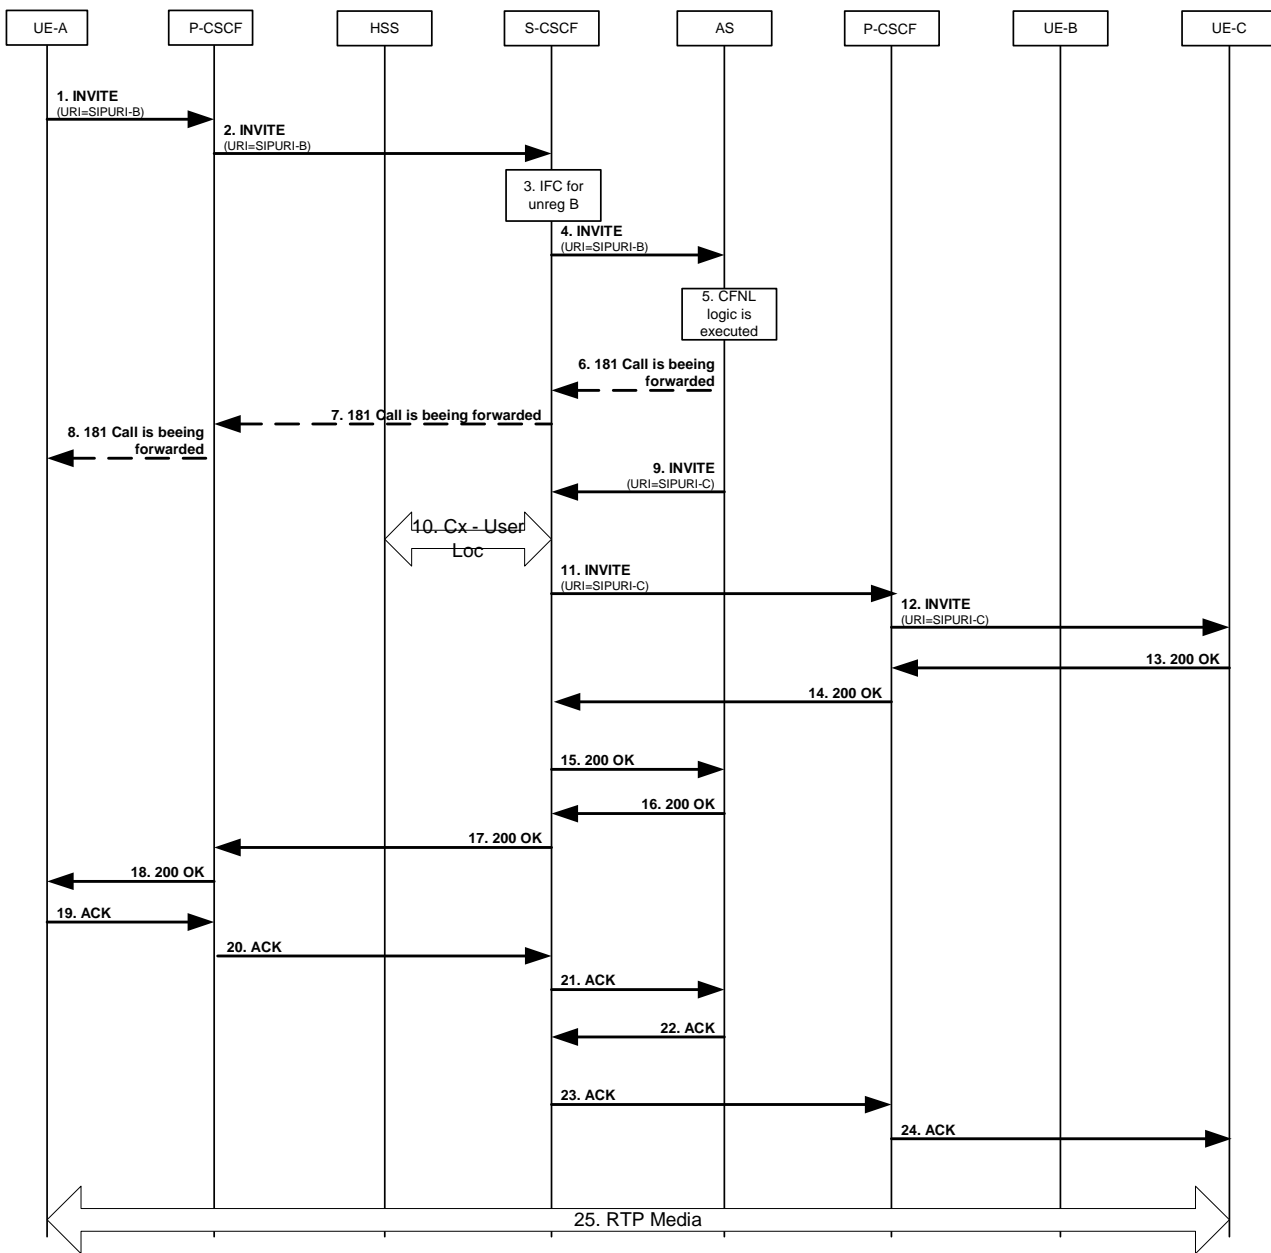 UE-A
P-CSCF
HSS
S-CSCF
AS
P-CSCF
UE-B
UE-C
1. INVITE
(URI=SIPURI-B)
2. INVITE
(URI=SIPURI-B)
3. IFC for
unreg B
4. INVITE
(URI=SIPURI-B)
5. CFNL
logic is
executed
6. 181 Call is beeing
forwarded
7. 181 Call is beeing forwarded
8. 181 Call is beeing
forwarded
9. INVITE
(URI=SIPURI-C)
10. Cx - User
Loc
11. INVITE
(URI=SIPURI-C)
12. INVITE
(URI=SIPURI-C)
13. 200 OK
14. 200 OK
15. 200 OK
16. 200 OK
17. 200 OK
18. 200 OK
19. ACK
20. ACK
21. ACK
22. ACK
23. ACK
24. ACK
25. RTP Media